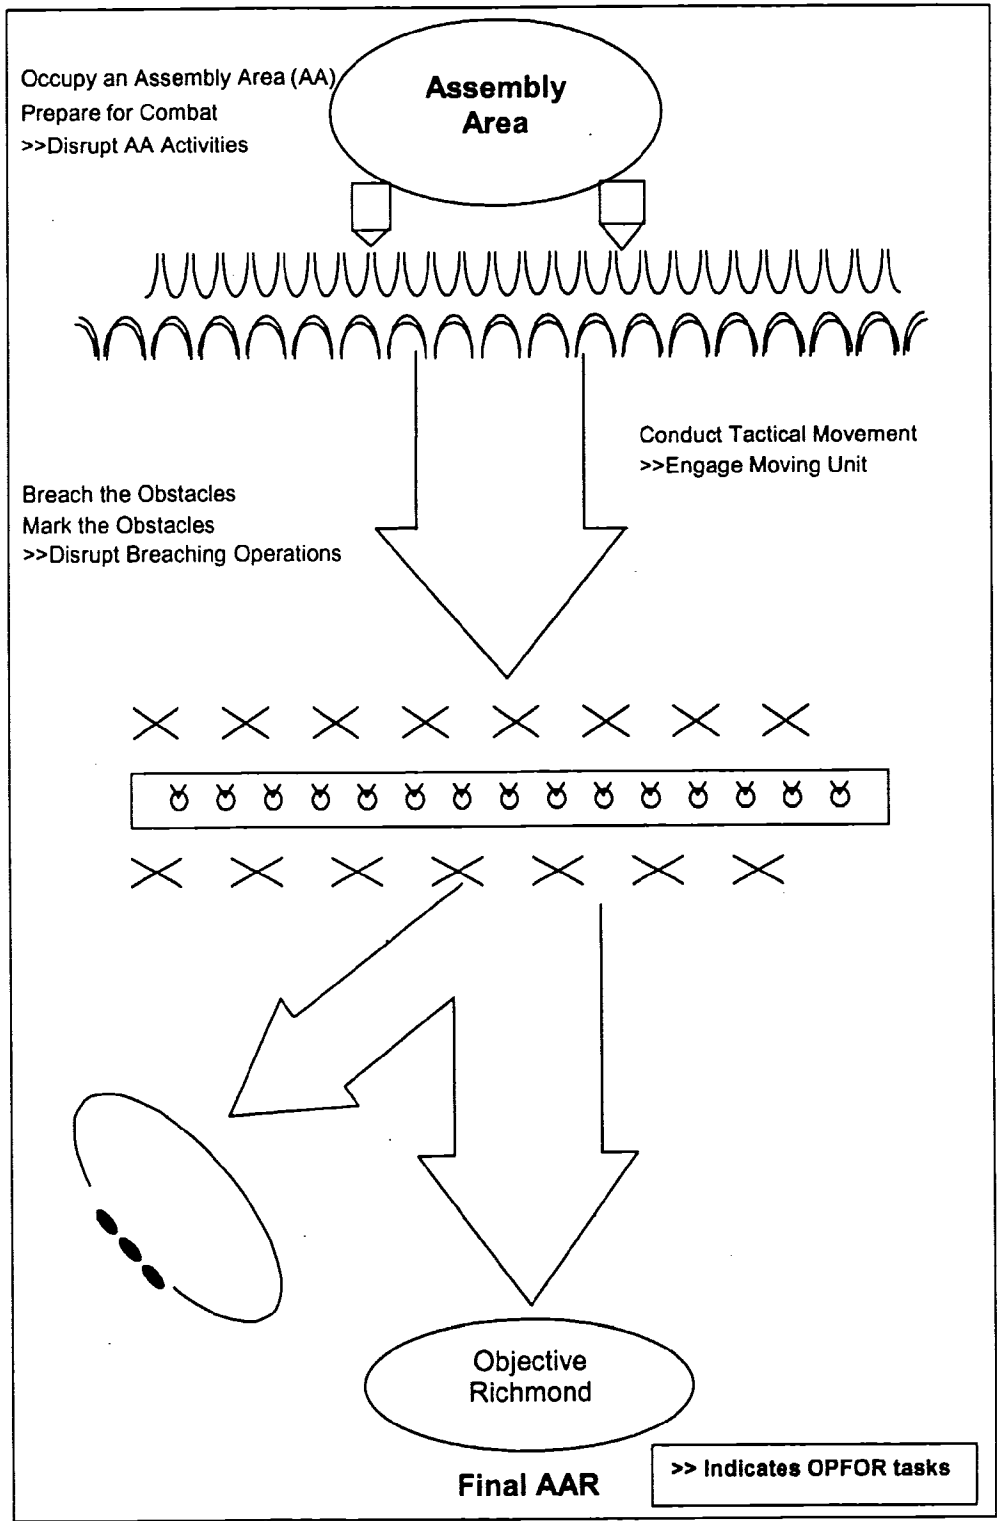 Occupy an Assembly Area (AA)
Prepare for Combat
>>Disrupt AA Activities
Assembly
Area
Conduct Tactical Movement
>>Engage Moving Unit
Breach the Obstacles
Mark the Obstacles
>>Disrupt Breaching Operations
Objective
Richmond
Final AAR
>> Indicates OPFOR tasks